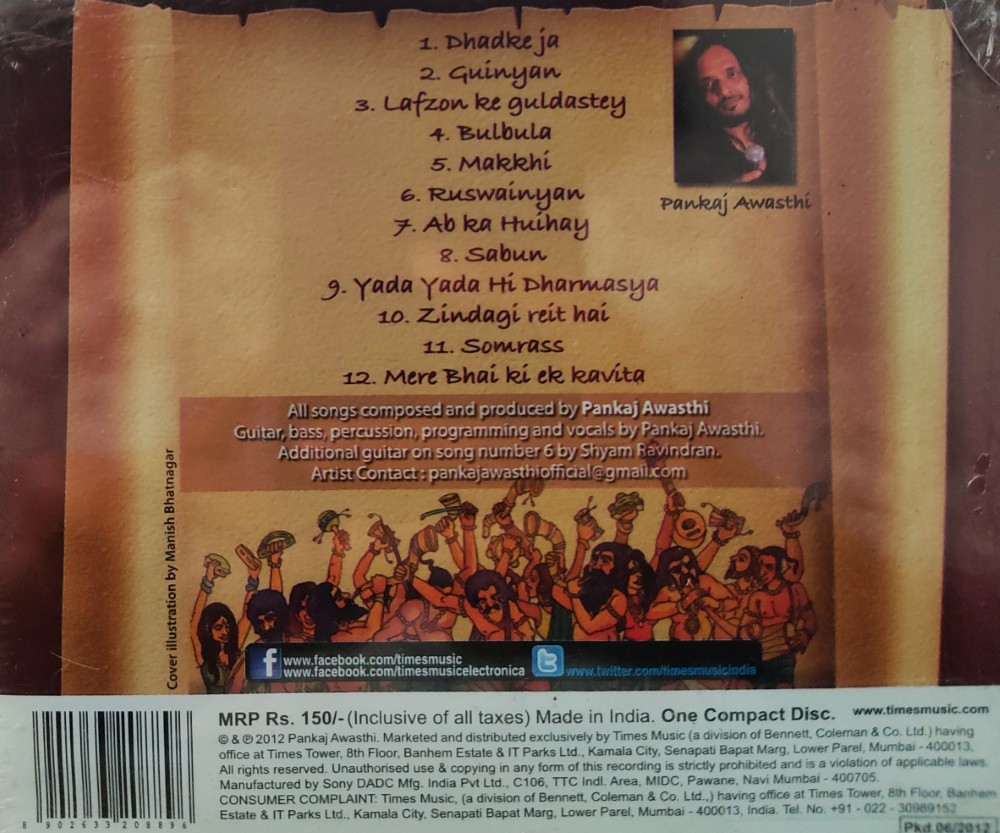 1. Dhadke ja
2. Guinyan
3. Lafzon ke guldastey
4. Bulbula
5. Makkhi
6. Ruswainyan
7. Ab ka Huihay
8. Sabun
9. Yada Yada Hi Dharmasya
10. Zindagi reit hai
11. Somrass
12. Mere Bhai ki ek kavita
Pankaj Awasthi
All songs composed and produced by Pankaj Awasthi
Guitar, bass, percussion, programming and vocals by Pankaj Awasthi.
Additional guitar on song number 6 by Shyam Ravindran.
Artist Contact : pankajawasthiofficial@gmail.com
Cover illustration by Manish Bhatnagar
f www.facebook.com/timesmusic
www.facebook.com/timesmusicelectronica
www.twitter.com/timesmusicindia
MRP Rs. 150/- (Inclusive of all taxes) Made in India. One Compact Disc. www.timesmusic.com
© & ℗ 2012 Pankaj Awasthi. Marketed and distributed exclusively by Times Music (a division of Bennett, Coleman & Co. Ltd.) having
office at Times Tower, 8th Floor, Banhem Estate & IT Parks Ltd., Kamala City, Senapati Bapat Marg, Lower Parel, Mumbai - 400013,
All rights reserved. Unauthorised use & copying in any form of this recording is strictly prohibited and is a violation of applicable laws.
Manufactured by Sony DADC Mfg. India Pvt Ltd., C106, TTC Indl. Area, MIDC, Pawane, Navi Mumbai - 400705.
CONSUMER COMPLAINT: Times Music, (a division of Bennett, Coleman & Co. Ltd.,) having office at Times Tower, 8th Floor, Banhem
Estate & IT Parks Ltd., Kamala City, Senapati Bapat Marg, Lower Parel, Mumbai - 400013, India. Tel. No. +91 - 022 - 30989152
8 902633 208896
Pkd.06/2012